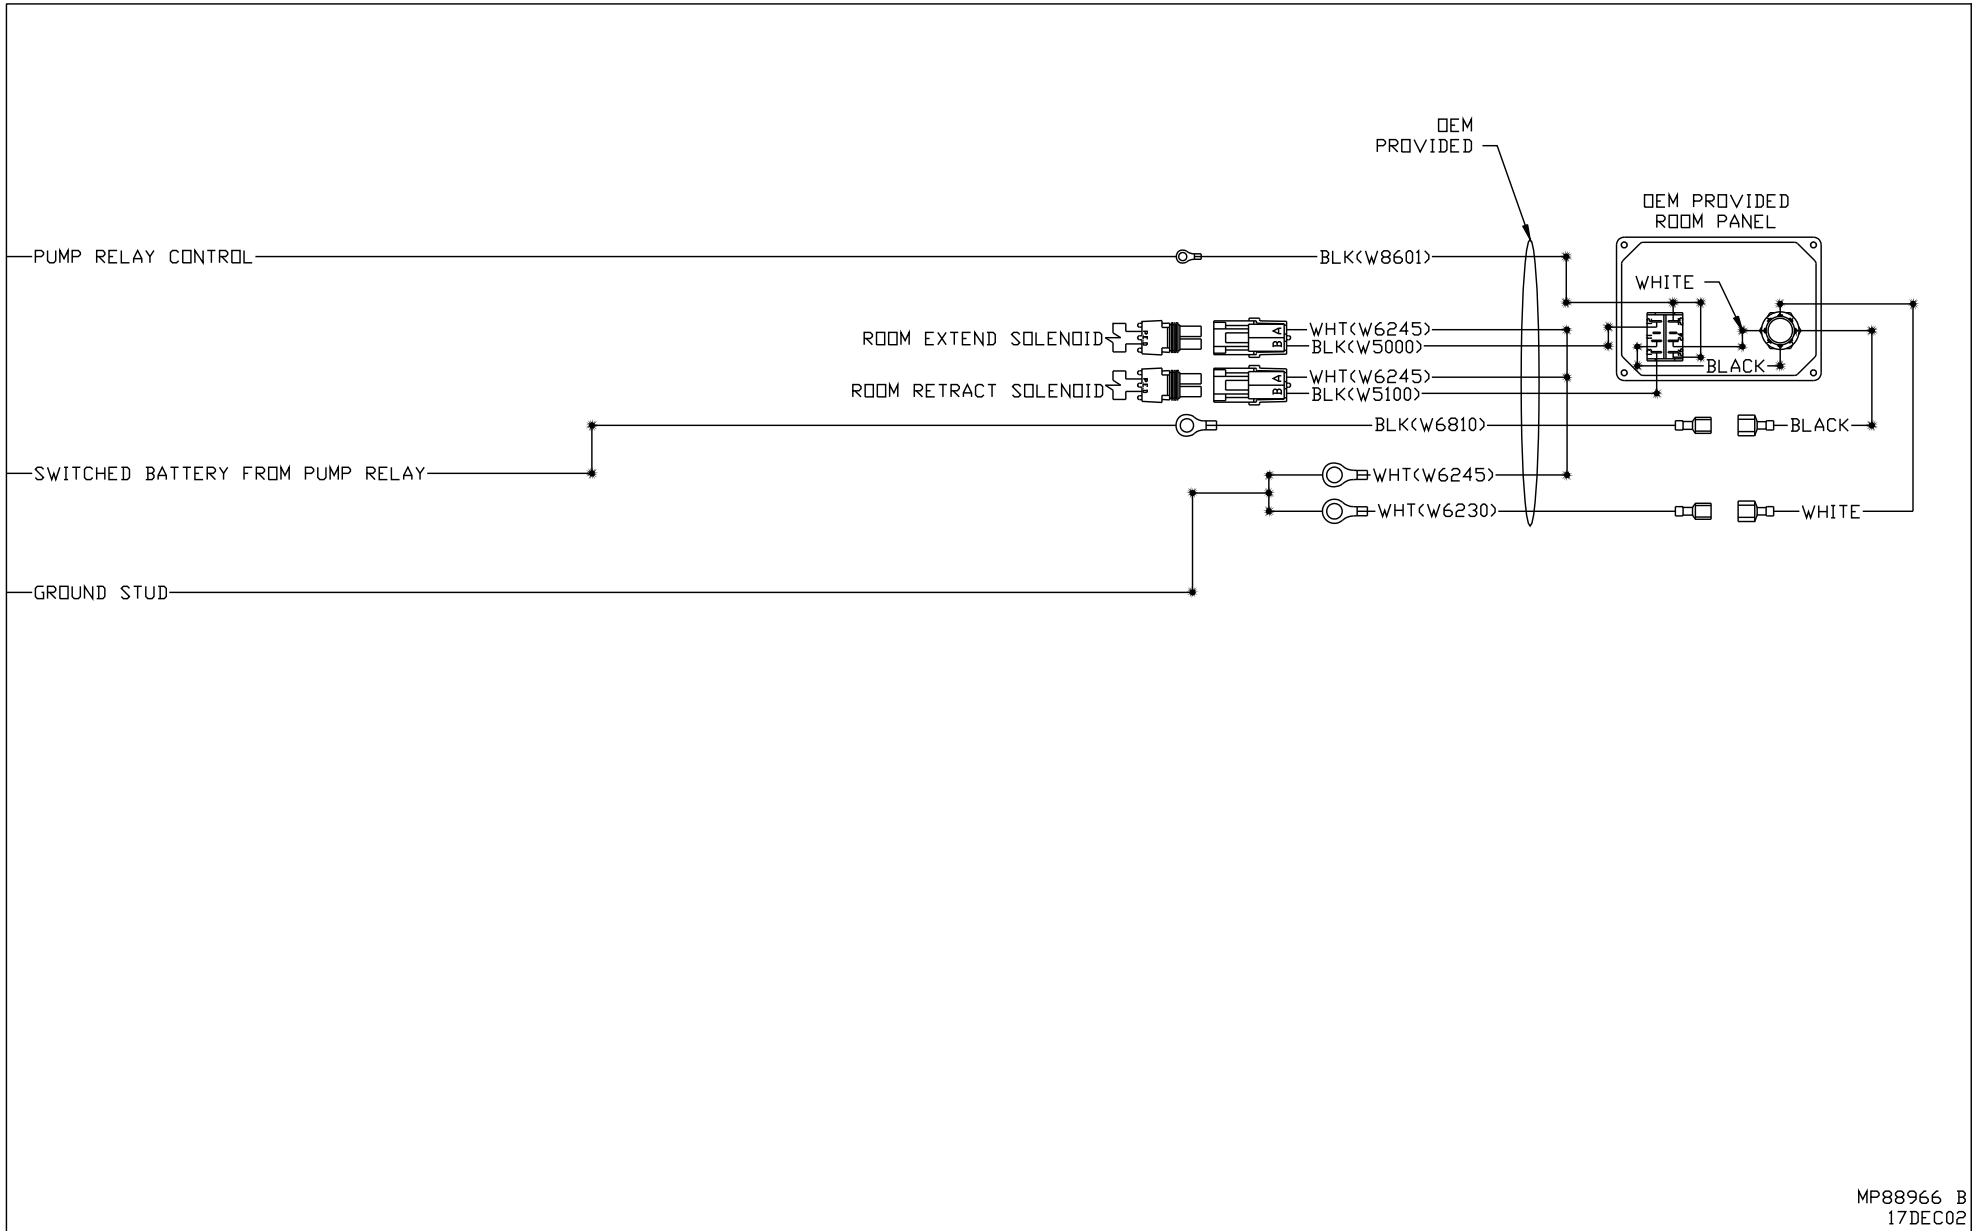 OEM
PROVIDED
OEM PROVIDED
ROOM PANEL
PUMP RELAY CONTROL
BLK(W8601)
WHITE
ROOM EXTEND SOLENOID
A
B
WHT(W6245)
BLK(W5000)
BLACK
ROOM RETRACT SOLENOID
A
B
WHT(W6245)
BLK(W5100)
BLK(W6810)
BLACK
SWITCHED BATTERY FROM PUMP RELAY
WHT(W6245)
WHT(W6230)
WHITE
GROUND STUD
MP88966 B
17DEC02